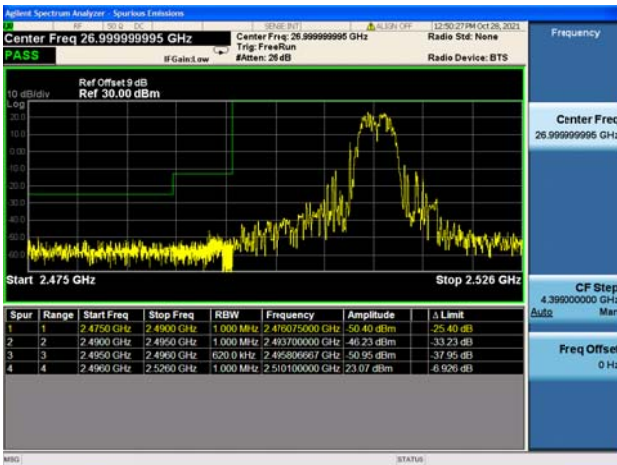 Agilent Spectrum Analyzer - Spurious Emissions
RF 50 Ω DC SENSE:INT ALIGN OFF 12:50:27 PM Oct 28, 2021
Center Freq 26.999999995 GHz
Center Freq: 26.999999995 GHz
Radio Std: None
Trig: FreeRun
PASS
IFGain:Low
#Atten: 26 dB
Radio Device: BTS
Ref Offset 9 dB
10 dB/div Ref 30.00 dBm
Log
20.0
10.0
0.00
-10.0
-20.0
-30.0
-40.0
-50.0
-60.0
Start 2.475 GHz Stop 2.526 GHz
Spur Range Start Freq Stop Freq RBW Frequency Amplitude Δ Limit
1 1 2.4750 GHz 2.4900 GHz 1.000 MHz 2.476075000 GHz -50.40 dBm -25.40 dB
2 2 2.4900 GHz 2.4950 GHz 1.000 MHz 2.493700000 GHz -46.23 dBm -33.23 dB
3 3 2.4950 GHz 2.4960 GHz 620.0 kHz 2.495806667 GHz -50.95 dBm -37.95 dB
4 4 2.4960 GHz 2.5260 GHz 1.000 MHz 2.510100000 GHz 23.07 dBm -6.926 dB
MSG STATUS
Frequency
Center Freq
26.999999995 GHz
CF Step
4.395000000 GHz
Auto Man
Freq Offset
0 Hz